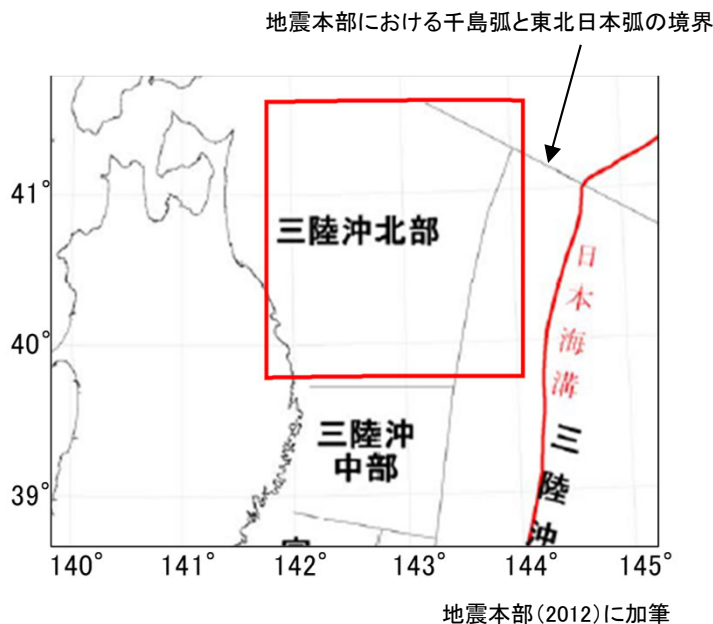 地震本部における千島弧と東北日本弧の境界
41°
三陸沖北部
日本海溝
40°
三陸沖
中部
三陸沖
39°
140° 141° 142° 143° 144° 145°
地震本部(2012)に加筆